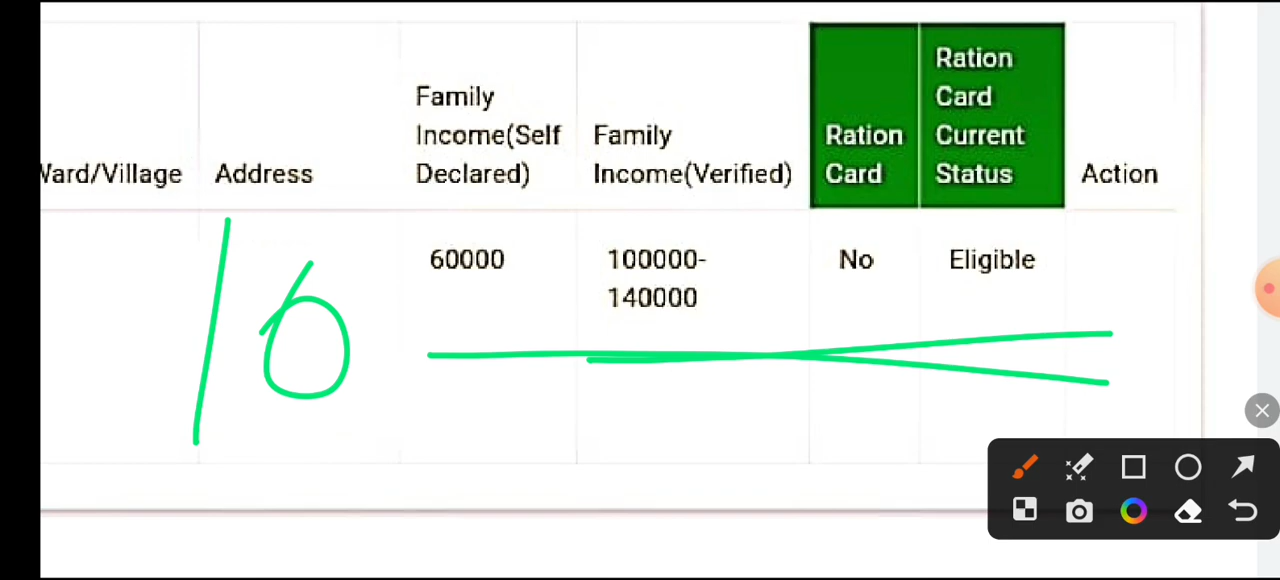 Ward/Village
Address
Family
Income(Self
Declared)
Family
Income(Verified)
Ration
Card
Ration
Card
Current
Status
Action
60000
100000-
140000
No
Eligible
10